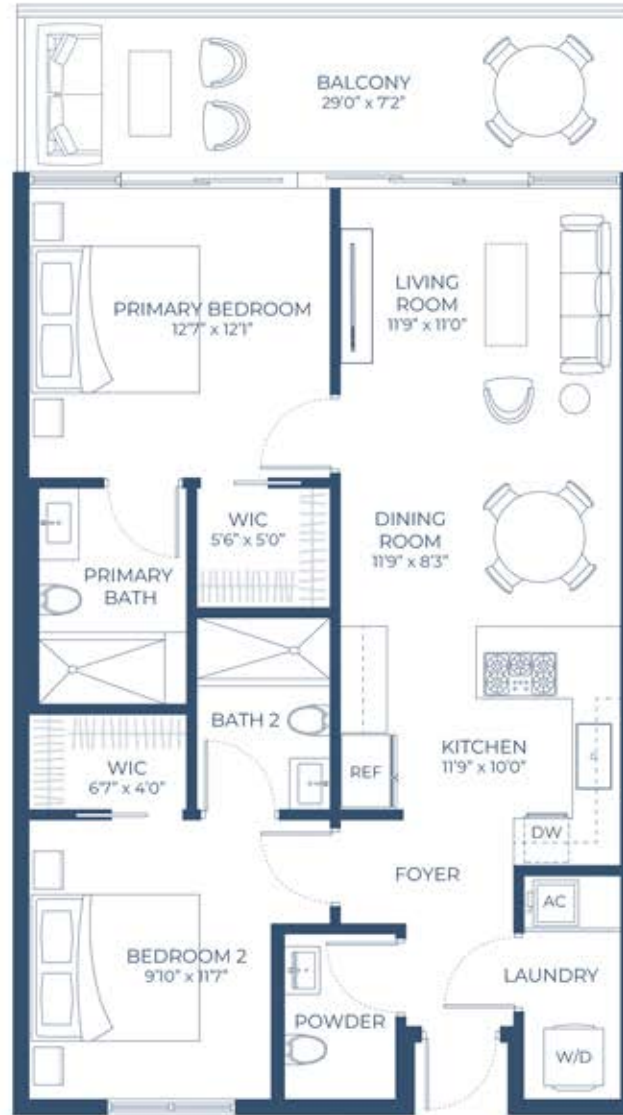 BALCONY
29'0" x 7'2"
PRIMARY BEDROOM
12'7" x 12'1"
LIVING
ROOM
11'9" x 11'0"
WIC
5'6" x 5'0"
DINING
ROOM
11'9" x 8'3"
PRIMARY
BATH
BATH 2
WIC
6'7" x 4'0"
REF
KITCHEN
11'9" x 10'0"
DW
FOYER
AC
BEDROOM 2
9'10" x 11'7"
LAUNDRY
POWDER
W/D